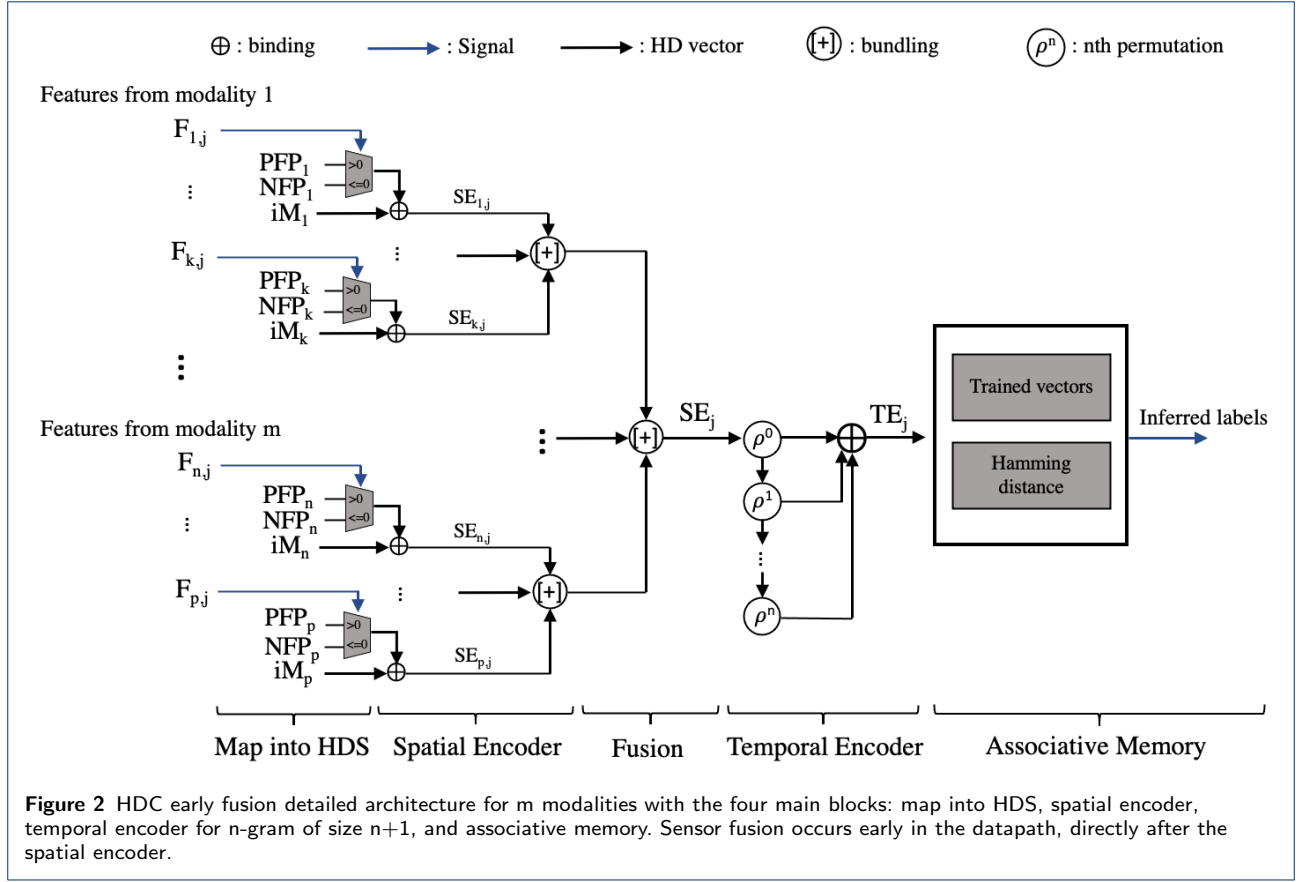 ⊕ : binding : Signal : HD vector [+] : bundling ρⁿ : nth permutation
Features from modality 1
F1,j
PFP1 >0
NFP1 <=0
⋮
iM1 ⊕ SE1,j
⋮ [+]
Fk,j
PFPk >0
NFPk <=0
iMk ⊕ SEk,j
⋮
Features from modality m
⋮ [+] SEj ρ⁰ ⊕ TEj
Trained vectors
Hamming
distance
Inferred labels
Fn,j
PFPn >0
NFPn <=0
⋮
iMn ⊕ SEn,j
ρ¹
⋮
ρⁿ
⋮ [+]
Fp,j
PFPp >0
NFPp <=0
iMp ⊕ SEp,j
Map into HDS Spatial Encoder Fusion Temporal Encoder Associative Memory
Figure 2 HDC early fusion detailed architecture for m modalities with the four main blocks: map into HDS, spatial encoder,
temporal encoder for n-gram of size n+1, and associative memory. Sensor fusion occurs early in the datapath, directly after the
spatial encoder.